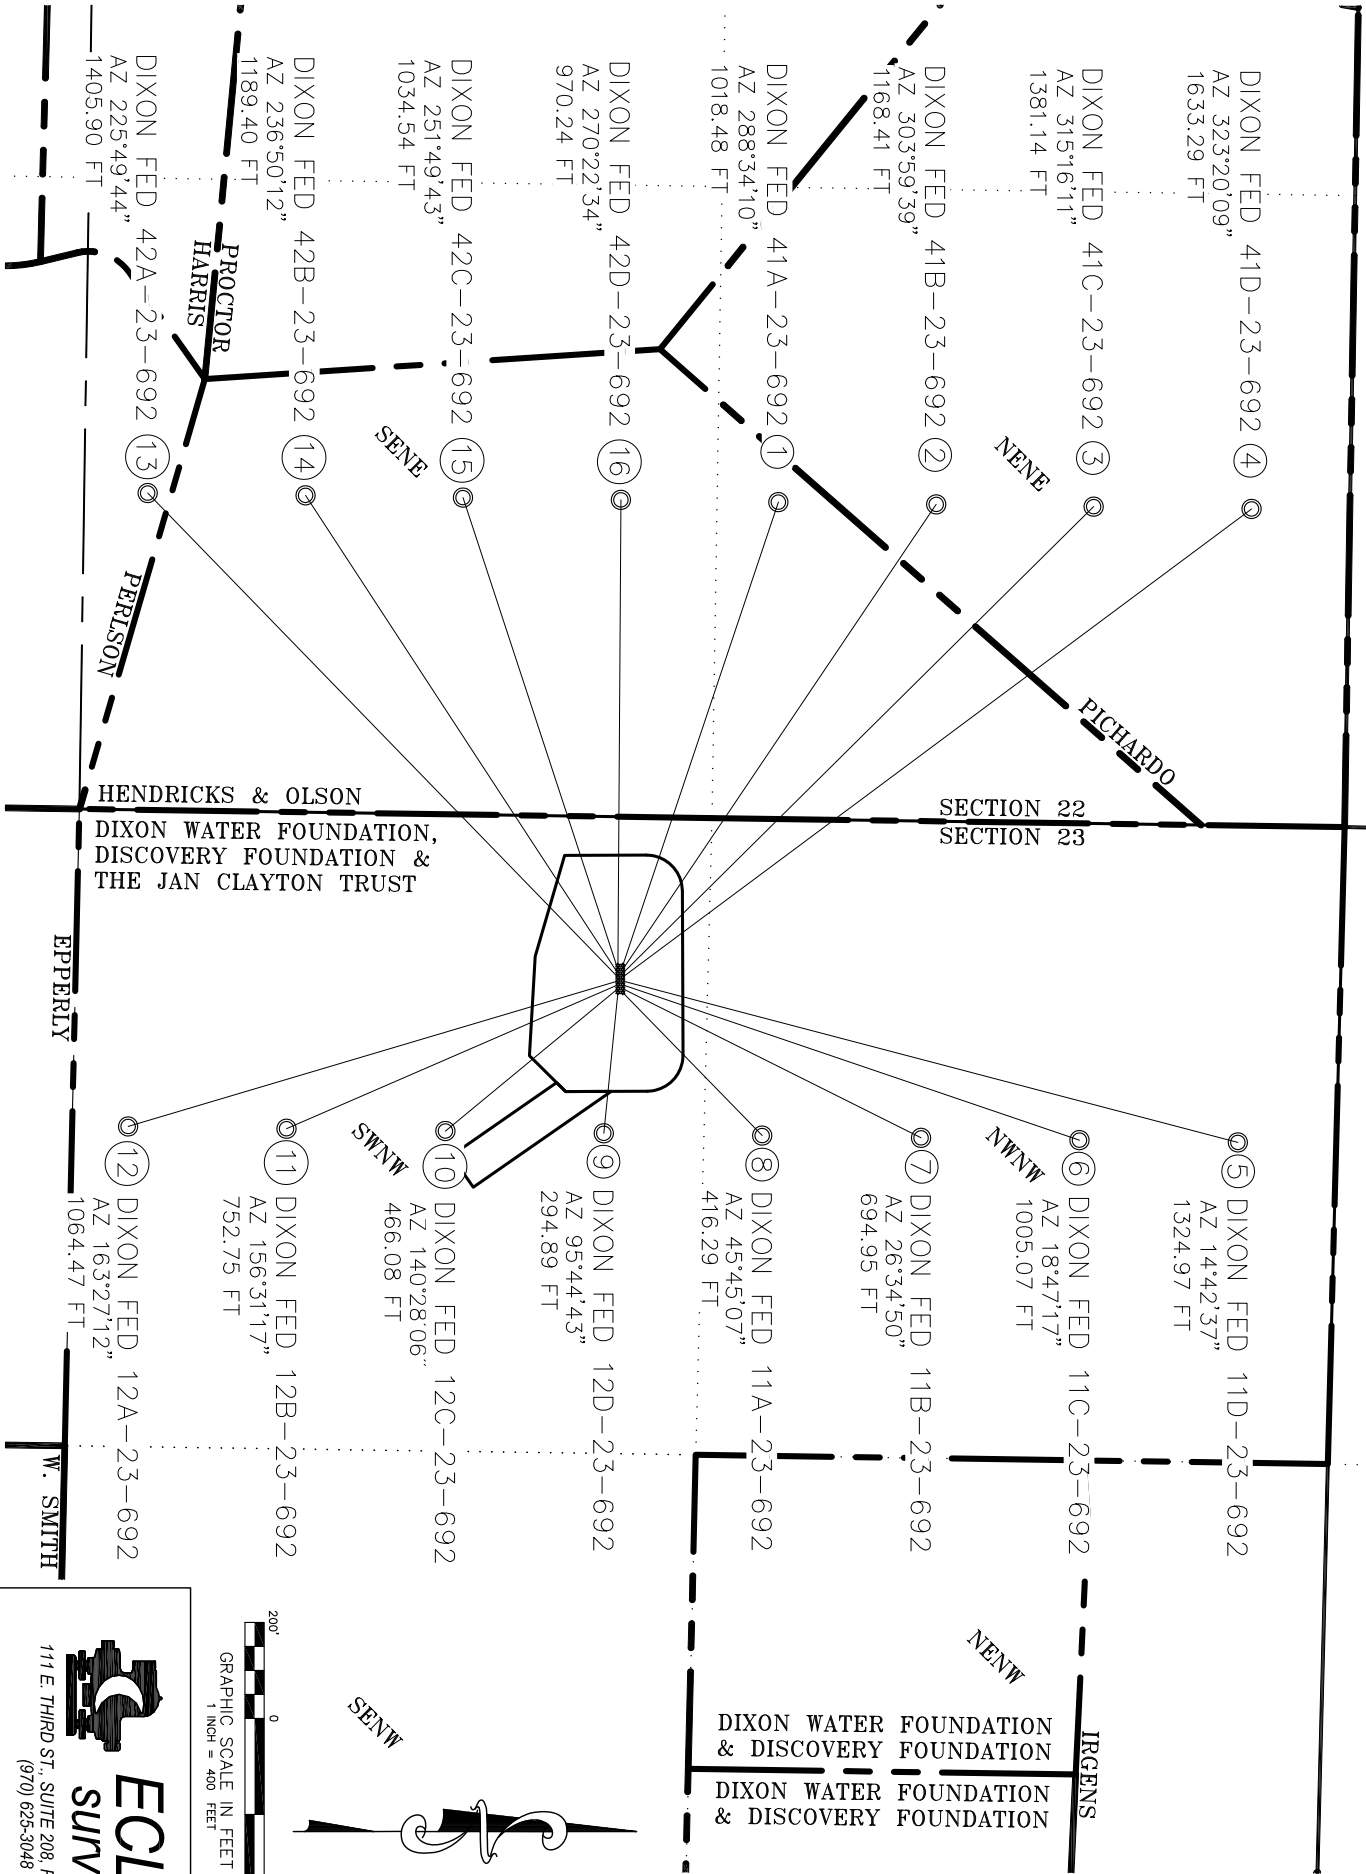 DIXON FED 41D-23-692 4
AZ 323°20'09"
1633.29 FT
DIXON FED 41C-23-692 3
AZ 315°16'11"
1381.14 FT
DIXON FED 41B-23-692 2
AZ 303°59'39"
1168.41 FT
DIXON FED 41A-23-692 1
AZ 288°34'10"
1018.48 FT
DIXON FED 42D-23-692 16
AZ 270°22'34"
970.24 FT
DIXON FED 42C-23-692 15
AZ 251°49'43"
1034.54 FT
DIXON FED 42B-23-692 14
AZ 236°50'12"
1189.40 FT
DIXON FED 42A-23-692 13
AZ 225°49'44"
1405.90 FT
PROCTOR
HARRIS
SENE
NENE
PERLSON
PICHARDO
HENDRICKS & OLSON
DIXON WATER FOUNDATION,
DISCOVERY FOUNDATION &
THE JAN CLAYTON TRUST
SECTION 22
SECTION 23
EPPERLY
SWNW
NWNW
5 DIXON FED 11D-23-692
AZ 14°42'37"
1324.97 FT
6 DIXON FED 11C-23-692
AZ 18°47'17"
1005.07 FT
7 DIXON FED 11B-23-692
AZ 26°34'50"
694.95 FT
8 DIXON FED 11A-23-692
AZ 45°45'07"
416.29 FT
9 DIXON FED 12D-23-692
AZ 95°44'43"
294.89 FT
10 DIXON FED 12C-23-692
AZ 140°28'06"
466.08 FT
11 DIXON FED 12B-23-692
AZ 156°31'17"
752.75 FT
12 DIXON FED 12A-23-692
AZ 163°27'12"
1064.47 FT
W. SMITH
NENW
SENW
IRGENS
DIXON WATER FOUNDATION
& DISCOVERY FOUNDATION
DIXON WATER FOUNDATION
& DISCOVERY FOUNDATION
200' 0
GRAPHIC SCALE IN FEET
1 INCH = 400 FEET
ECL
surv
111 E. THIRD ST., SUITE 208,
(970) 625-3048